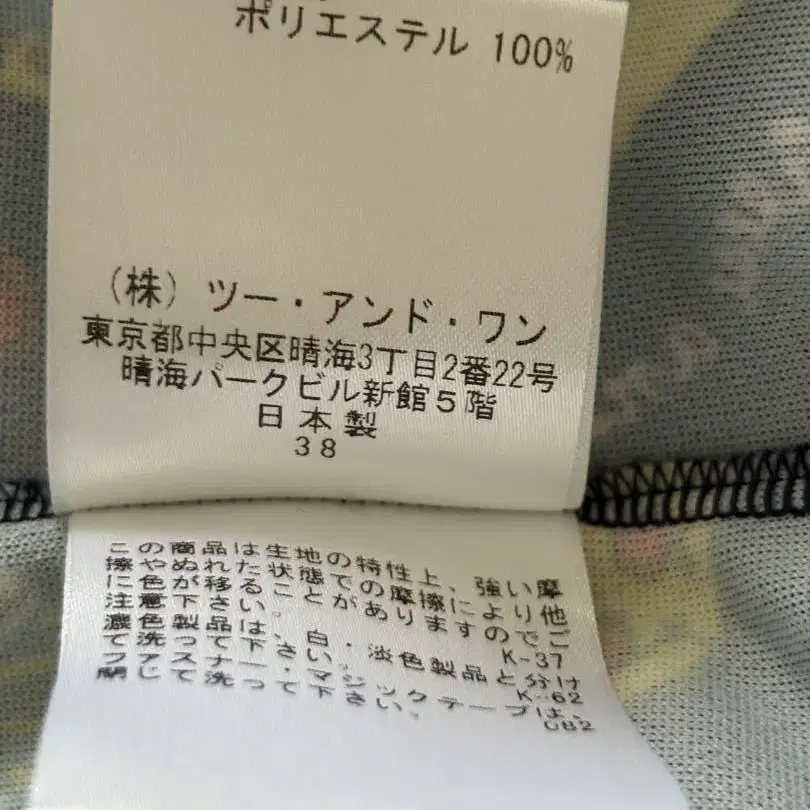 ポリエステル 100%
(株) ツー・アンド・ワン
東京都中央区晴海3丁目2番22号
晴海パークビル新館5階
日本製
38
この商品は生地の特性上、強い摩
擦やぬれた状態での摩擦により他
に色が移ることがありますのでご
注意下さい。 K-37
濃色製品は、白・淡色製品と分け
て洗って下さい。 K-62
ファスナー・マジックテープは、
閉じて洗って下さい。 CB2